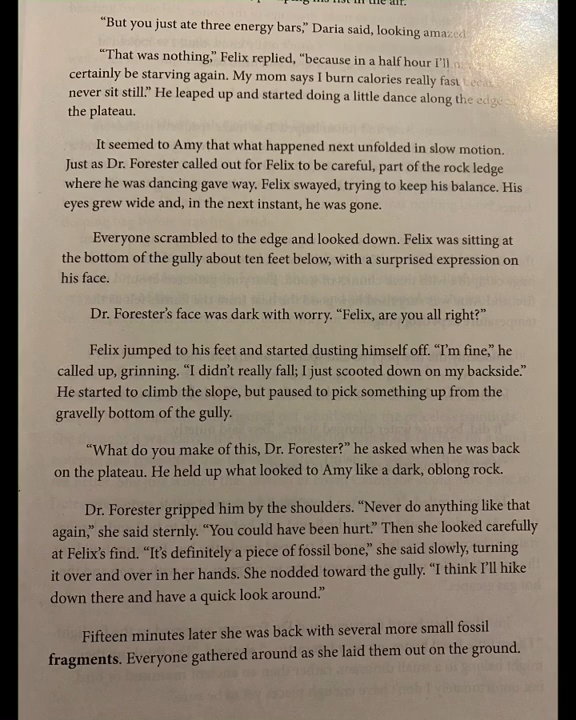 his fist in the air.
“But you just ate three energy bars,” Daria said, looking amazed
“That was nothing,” Felix replied, “because in a half hour I’ll
certainly be starving again. My mom says I burn calories really fast
never sit still.” He leaped up and started doing a little dance along the edge
the plateau.
It seemed to Amy that what happened next unfolded in slow motion.
Just as Dr. Forester called out for Felix to be careful, part of the rock ledge
where he was dancing gave way. Felix swayed, trying to keep his balance. His
eyes grew wide and, in the next instant, he was gone.
Everyone scrambled to the edge and looked down. Felix was sitting at
the bottom of the gully about ten feet below, with a surprised expression on
his face.
Dr. Forester’s face was dark with worry. “Felix, are you all right?”
Felix jumped to his feet and started dusting himself off. “I’m fine,” he
called up, grinning. “I didn’t really fall; I just scooted down on my backside.”
He started to climb the slope, but paused to pick something up from the
gravelly bottom of the gully.
“What do you make of this, Dr. Forester?” he asked when he was back
on the plateau. He held up what looked to Amy like a dark, oblong rock.
Dr. Forester gripped him by the shoulders. “Never do anything like that
again,” she said sternly. “You could have been hurt.” Then she looked carefully
at Felix’s find. “It’s definitely a piece of fossil bone,” she said slowly, turning
it over and over in her hands. She nodded toward the gully. “I think I’ll hike
down there and have a quick look around.”
Fifteen minutes later she was back with several more small fossil
fragments. Everyone gathered around as she laid them out on the ground.